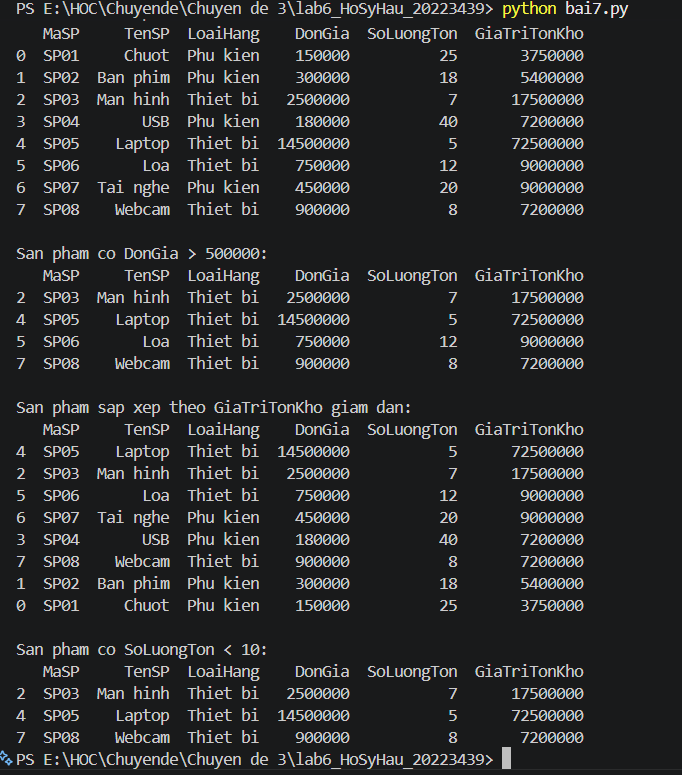 PS E:\HOC\Chuyende\Chuyen de 3\lab6_HoSyHau_20223439> python bai7.py
MaSP TenSP LoaiHang DonGia SoLuongTon GiaTriTonKho
0 SP01 Chuot Phu kien 150000 25 3750000
1 SP02 Ban phim Phu kien 300000 18 5400000
2 SP03 Man hinh Thiet bi 2500000 7 17500000
3 SP04 USB Phu kien 180000 40 7200000
4 SP05 Laptop Thiet bi 14500000 5 72500000
5 SP06 Loa Thiet bi 750000 12 9000000
6 SP07 Tai nghe Phu kien 450000 20 9000000
7 SP08 Webcam Thiet bi 900000 8 7200000
San pham co DonGia > 500000:
MaSP TenSP LoaiHang DonGia SoLuongTon GiaTriTonKho
2 SP03 Man hinh Thiet bi 2500000 7 17500000
4 SP05 Laptop Thiet bi 14500000 5 72500000
5 SP06 Loa Thiet bi 750000 12 9000000
7 SP08 Webcam Thiet bi 900000 8 7200000
San pham sap xep theo GiaTriTonKho giam dan:
MaSP TenSP LoaiHang DonGia SoLuongTon GiaTriTonKho
4 SP05 Laptop Thiet bi 14500000 5 72500000
2 SP03 Man hinh Thiet bi 2500000 7 17500000
5 SP06 Loa Thiet bi 750000 12 9000000
6 SP07 Tai nghe Phu kien 450000 20 9000000
3 SP04 USB Phu kien 180000 40 7200000
7 SP08 Webcam Thiet bi 900000 8 7200000
1 SP02 Ban phim Phu kien 300000 18 5400000
0 SP01 Chuot Phu kien 150000 25 3750000
San pham co SoLuongTon < 10:
MaSP TenSP LoaiHang DonGia SoLuongTon GiaTriTonKho
2 SP03 Man hinh Thiet bi 2500000 7 17500000
4 SP05 Laptop Thiet bi 14500000 5 72500000
7 SP08 Webcam Thiet bi 900000 8 7200000
PS E:\HOC\Chuyende\Chuyen de 3\lab6_HoSyHau_20223439>